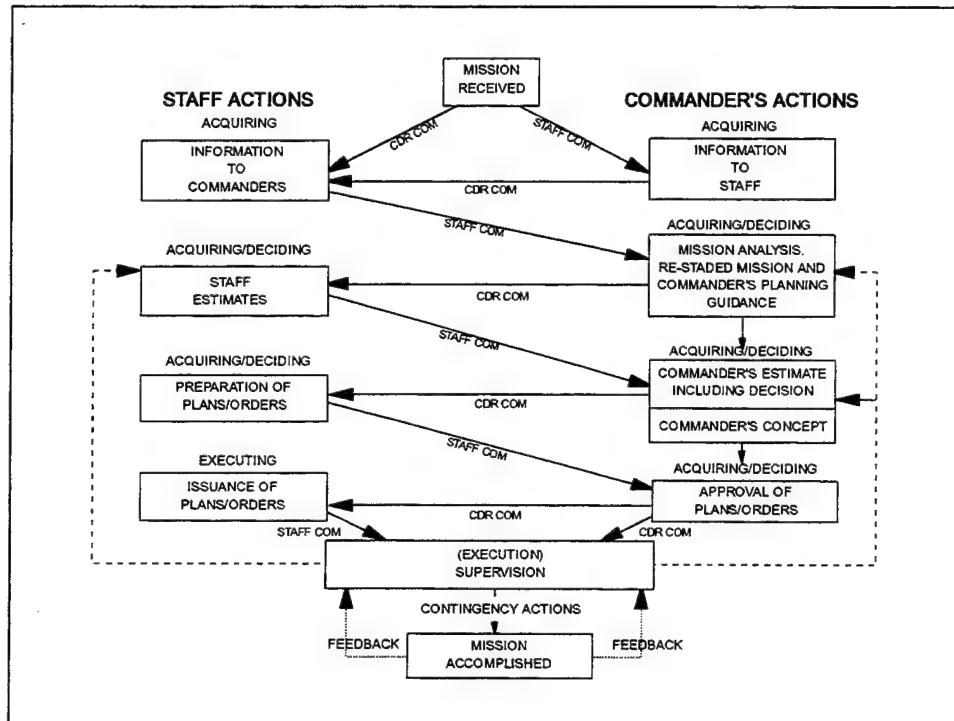 MISSION
RECEIVED
STAFF ACTIONS
COMMANDER'S ACTIONS
ACQUIRING
ACQUIRING
CDR COM
STAFF COM
INFORMATION
TO
COMMANDERS
INFORMATION
TO
STAFF
CDR COM
STAFF COM
ACQUIRING/DECIDING
ACQUIRING/DECIDING
STAFF
ESTIMATES
MISSION ANALYSIS,
RE-STADED MISSION AND
COMMANDER'S PLANNING
GUIDANCE
CDR COM
STAFF COM
ACQUIRING/DECIDING
ACQUIRING/DECIDING
PREPARATION OF
PLANS/ORDERS
COMMANDER'S ESTIMATE
INCLUDING DECISION
COMMANDER'S CONCEPT
CDR COM
STAFF COM
EXECUTING
ACQUIRING/DECIDING
ISSUANCE OF
PLANS/ORDERS
APPROVAL OF
PLANS/ORDERS
CDR COM
STAFF COM
CDR COM
(EXECUTION)
SUPERVISION
CONTINGENCY ACTIONS
FEEDBACK
FEEDBACK
MISSION
ACCOMPLISHED